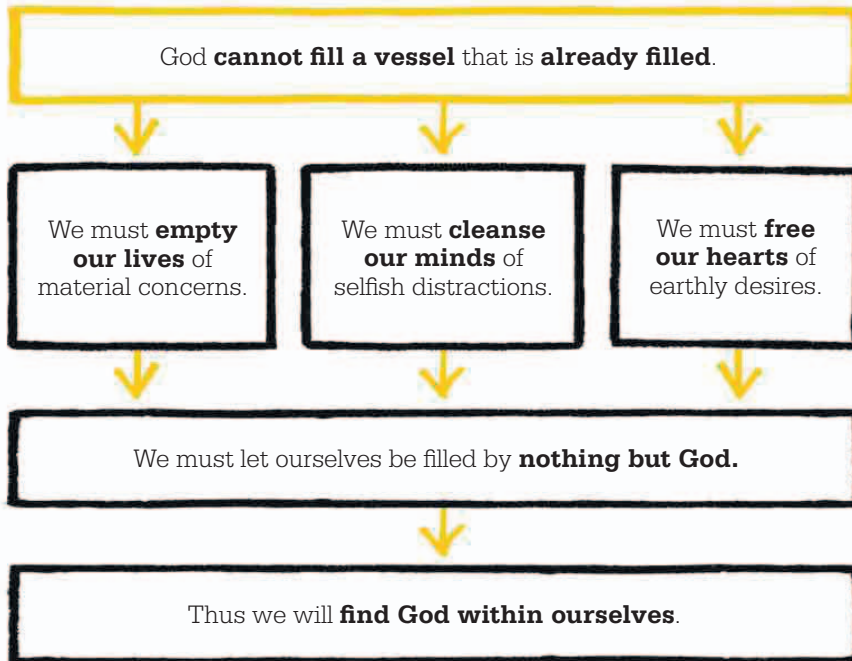 God cannot fill a vessel that is already filled.
We must empty
our lives of
material concerns.
We must cleanse
our minds of
selfish distractions.
We must free
our hearts of
earthly desires.
We must let ourselves be filled by nothing but God.
Thus we will find God within ourselves.